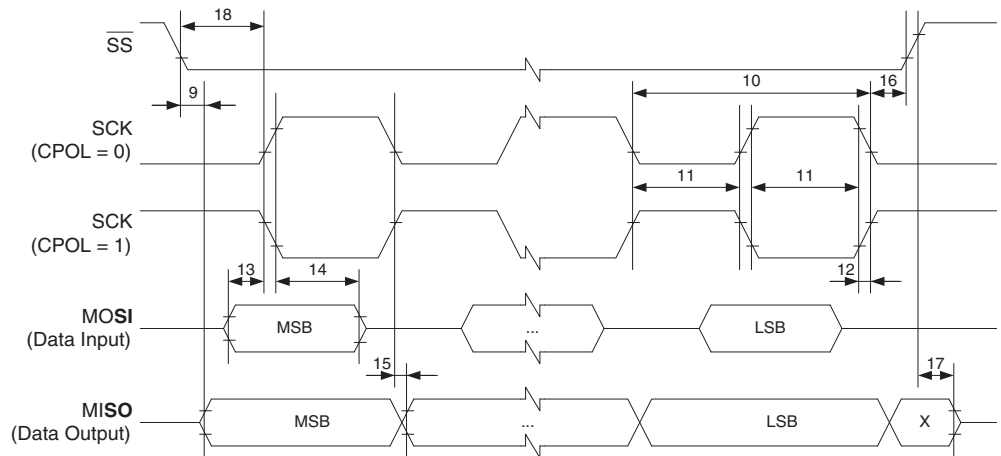 18
SS
9
10
16
SCK
(CPOL = 0)
11
11
SCK
(CPOL = 1)
13
14
12
MOSI
(Data Input)
MSB
...
LSB
15
17
MISO
(Data Output)
MSB
...
LSB
X